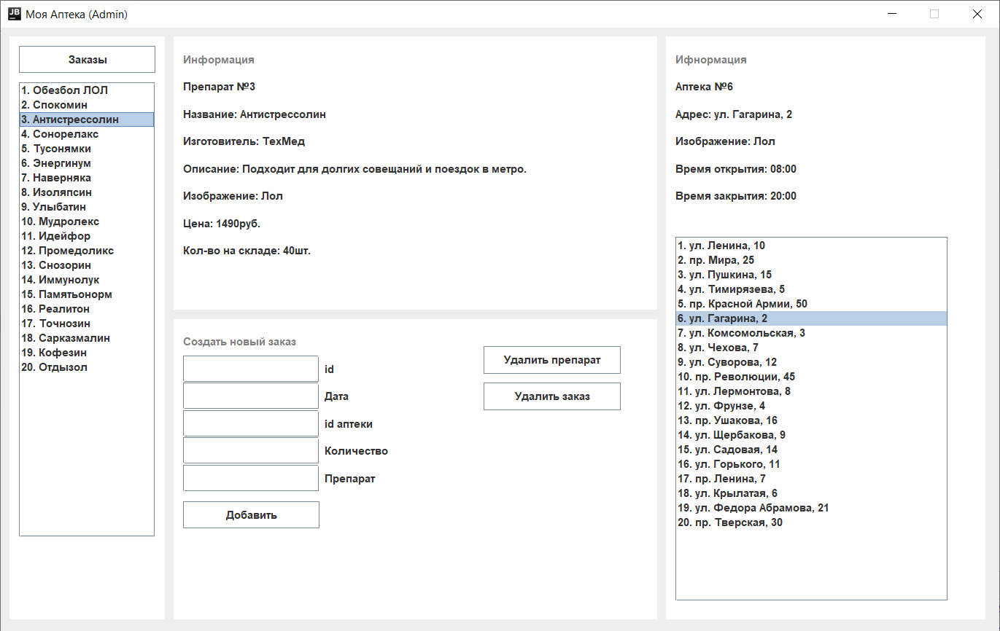 JB
Моя Аптека (Admin)
Заказы
1. Обезбол ЛОЛ
2. Спокомин
3. Антистрессолин
4. Сонорелакс
5. Тусонямки
6. Энергинум
7. Наверняка
8. Изоляпсин
9. Улыбатин
10. Мудролекс
11. Идейфор
12. Промедоликс
13. Снозорин
14. Иммунолук
15. Памятьонорм
16. Реалитон
17. Точнозин
18. Сарказмалин
19. Кофезин
20. Отдызол
Информация
Препарат №3
Название: Антистрессолин
Изготовитель: ТехМед
Описание: Подходит для долгих совещаний и поездок в метро.
Изображение: Лол
Цена: 1490руб.
Кол-во на складе: 40шт.
Создать новый заказ
id
Дата
id аптеки
Количество
Препарат
Добавить
Удалить препарат
Удалить заказ
Ифнормация
Аптека №6
Адрес: ул. Гагарина, 2
Изображение: Лол
Время открытия: 08:00
Время закрытия: 20:00
1. ул. Ленина, 10
2. пр. Мира, 25
3. ул. Пушкина, 15
4. ул. Тимирязева, 5
5. пр. Красной Армии, 50
6. ул. Гагарина, 2
7. ул. Комсомольская, 3
8. ул. Чехова, 7
9. ул. Суворова, 12
10. пр. Революции, 45
11. ул. Лермонтова, 8
12. ул. Фрунзе, 4
13. пр. Ушакова, 16
14. ул. Щербакова, 9
15. ул. Садовая, 14
16. ул. Горького, 11
17. пр. Ленина, 7
18. ул. Крылатая, 6
19. ул. Федора Абрамова, 21
20. пр. Тверская, 30